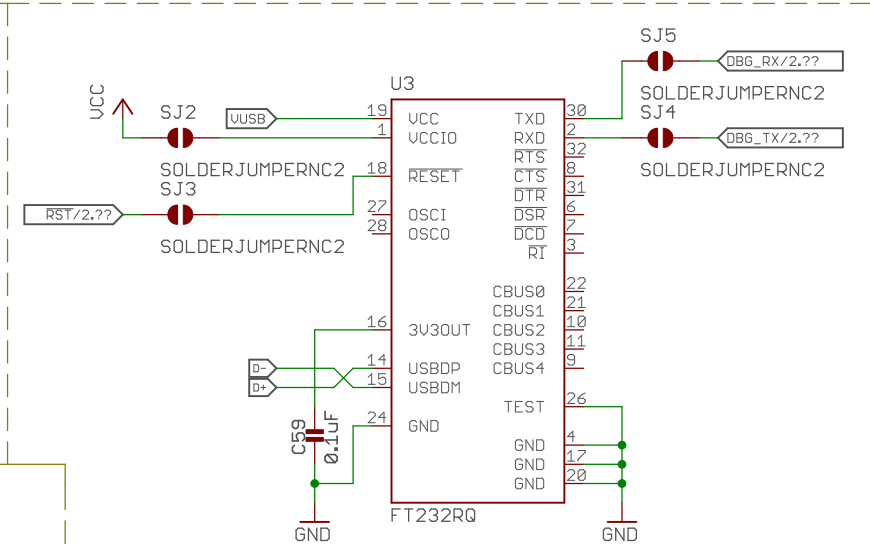 SJ5
DBG_RX/2.??
SOLDERJUMPERNC2
SJ4
DBG_TX/2.??
SOLDERJUMPERNC2
VCC
SJ2
SOLDERJUMPERNC2
VUSB
SJ3
RST/2.??
SOLDERJUMPERNC2
U3
19 VCC
1 VCCIO
18 RESET
27 OSCI
28 OSCO
16 3V3OUT
14 USBDP
15 USBDM
24 GND
TXD 30
RXD 2
RTS 32
CTS 8
DTR 31
DSR 6
DCD 7
RI 3
CBUS0 22
CBUS1 21
CBUS2 10
CBUS3 11
CBUS4 9
TEST 26
GND 4
GND 17
GND 20
D-
D+
C59
0.1uF
GND
FT232RQ
GND